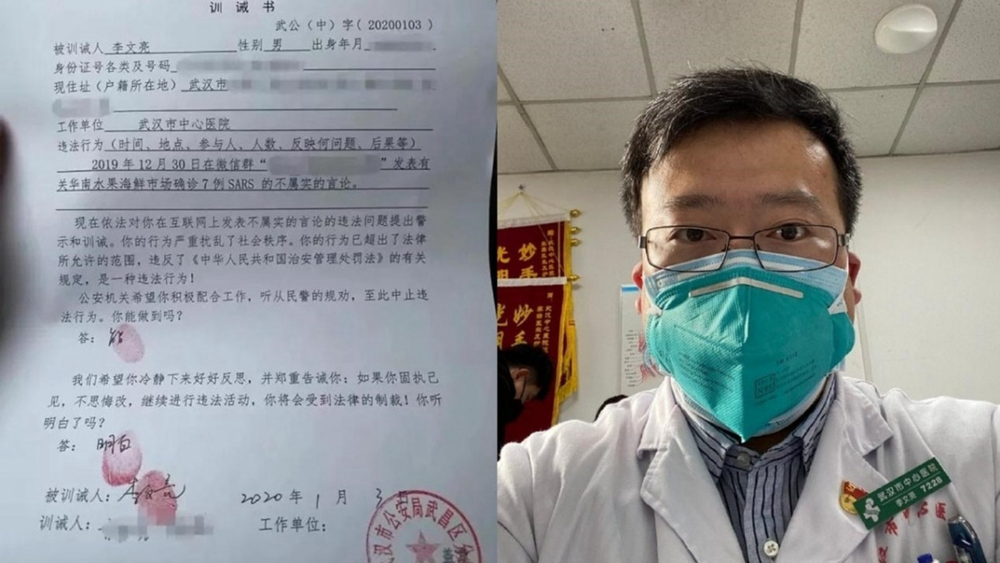 训 诫 书
武公（中）字( 20200103 )
被训诫人 李文亮 性别 男 出身年月
身份证号各类及号码
现住址（户籍所在地） 武汉市
工作单位 武汉市中心医院
违法行为（时间、地点、参与人、人数、反映何问题、后果等）
2019 年 12 月 30 日在微信群“ ”发表有
关华南水果海鲜市场确诊 7 例 SARS 的不属实的言论。
现在依法对你在互联网上发表不属实的言论的违法问题提出警
示和训诫。你的行为严重扰乱了社会秩序。你的行为已超出了法律
所允许的范围，违反了《中华人民共和国治安管理处罚法》的有关
规定，是一种违法行为！
公安机关希望你积极配合工作，听从民警的规劝，至此中止违
法行为。你能做到吗？
答：能
我们希望你冷静下来好好反思，并郑重告诫你：如果你固执己
见，不思悔改，继续进行违法活动，你将会受到法律的制裁！你听
明白了吗？
答：明白
被训诫人：李文亮 2020 年 1 月 3 日
训诫人： 工作单位：
汉市公安局武昌区分
妙
手
光妙
明手
武汉市中心医院
李文亮 7228